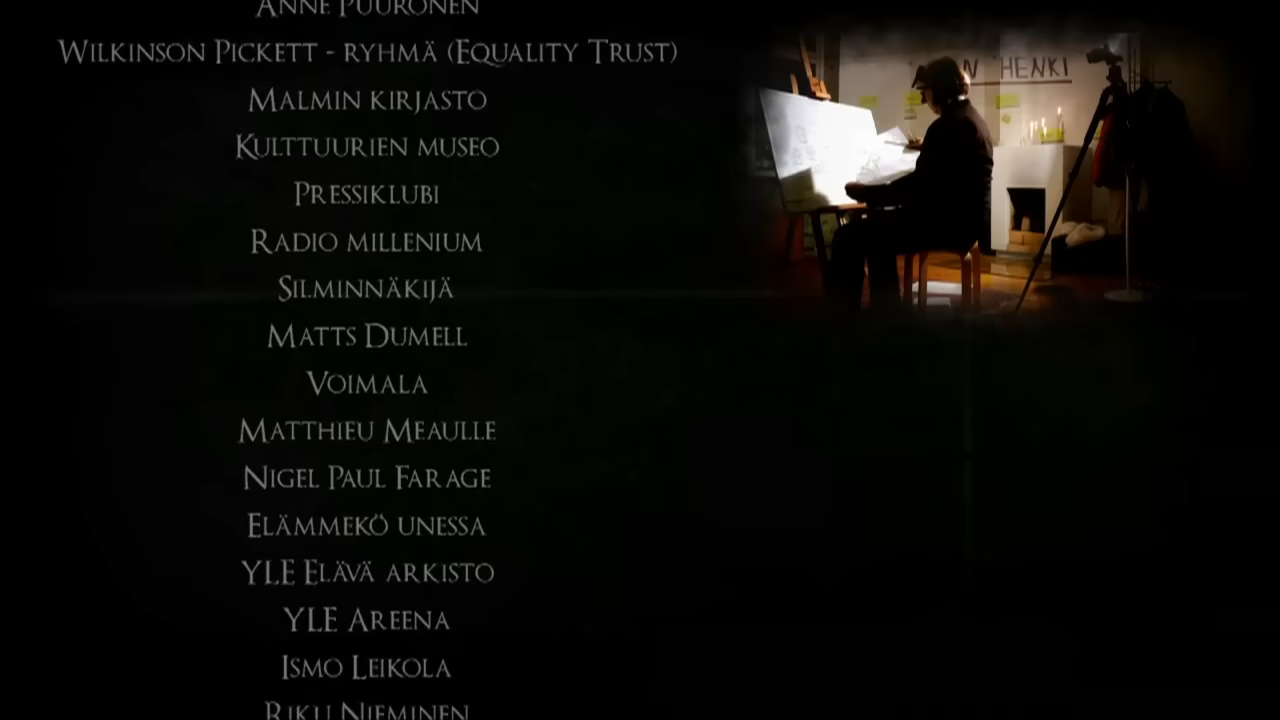 Anne Puuronen
Wilkinson Pickett - ryhmä (Equality Trust)
Malmin kirjasto
Kulttuurien museo
Pressiklubi
Radio millenium
Silminnäkijä
Matts Dumell
Voimala
Matthieu Meaulle
Nigel Paul Farage
Elämmekö unessa
YLE Elävä arkisto
YLE Areena
Ismo Leikola
Riku Nieminen
HENKI